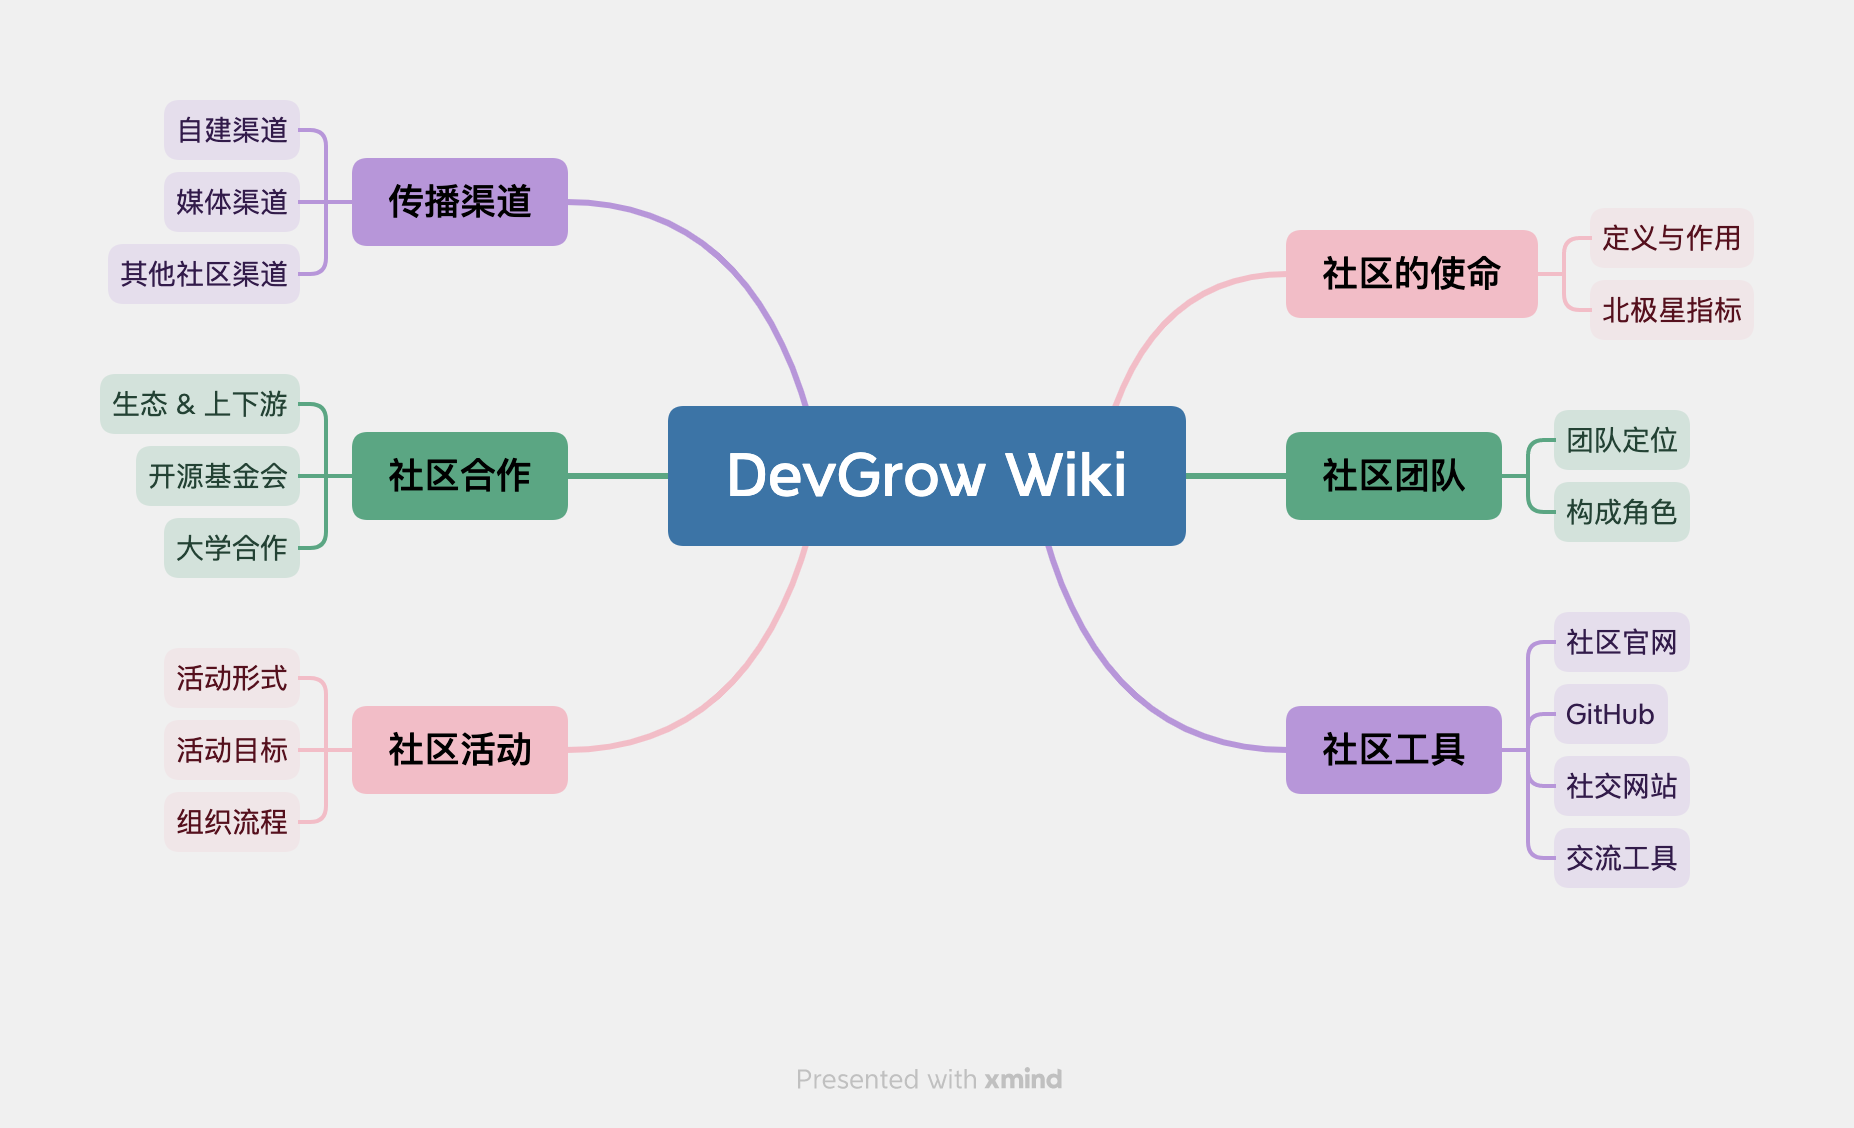 DevGrow Wiki
社区的使命
定义与作用
北极星指标
社区团队
团队定位
构成角色
社区工具
社区官网
GitHub
社交网站
交流工具
传播渠道
自建渠道
媒体渠道
其他社区渠道
社区合作
生态 & 上下游
开源基金会
大学合作
社区活动
活动形式
活动目标
组织流程
Presented with xmind